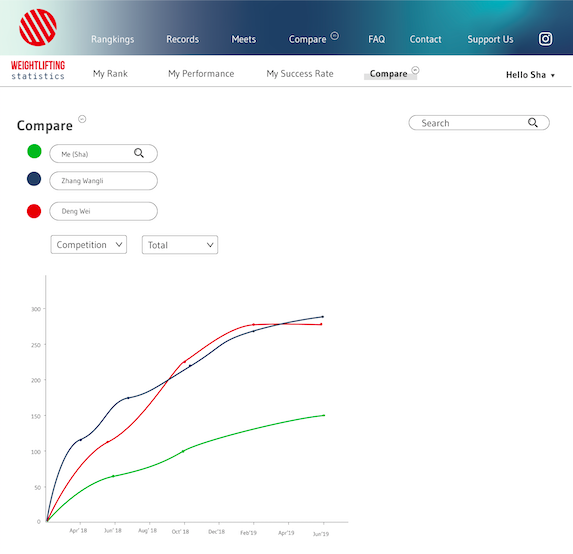 Rangkings Records Meets Compare FAQ Contact Support Us
WEIGHTLIFTING
statistics
My Rank My Performance My Success Rate Compare Hello Sha
Compare
Search
Me (Sha)
Zhang Wangli
Deng Wei
Competition Total
300
250
200
150
100
50
0
Apr' 18 Jun' 18 Aug' 18 Oct' 18 Dec'18 Feb'19 Apr'19 Jun'19